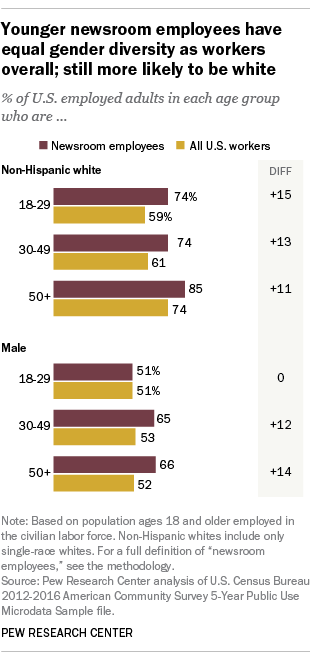 Younger newsroom employees have
equal gender diversity as workers
overall; still more likely to be white
% of U.S. employed adults in each age group
who are ...
Newsroom employees All U.S. workers
Non-Hispanic white DIFF
18-29 74% 59% +15
30-49 74 61 +13
50+ 85 74 +11
Male
18-29 51% 51% 0
30-49 65 53 +12
50+ 66 52 +14
Note: Based on population ages 18 and older employed in
the civilian labor force. Non-Hispanic whites include only
single-race whites. For a full definition of “newsroom
employees,” see the methodology.
Source: Pew Research Center analysis of U.S. Census Bureau
2012-2016 American Community Survey 5-Year Public Use
Microdata Sample file.
PEW RESEARCH CENTER